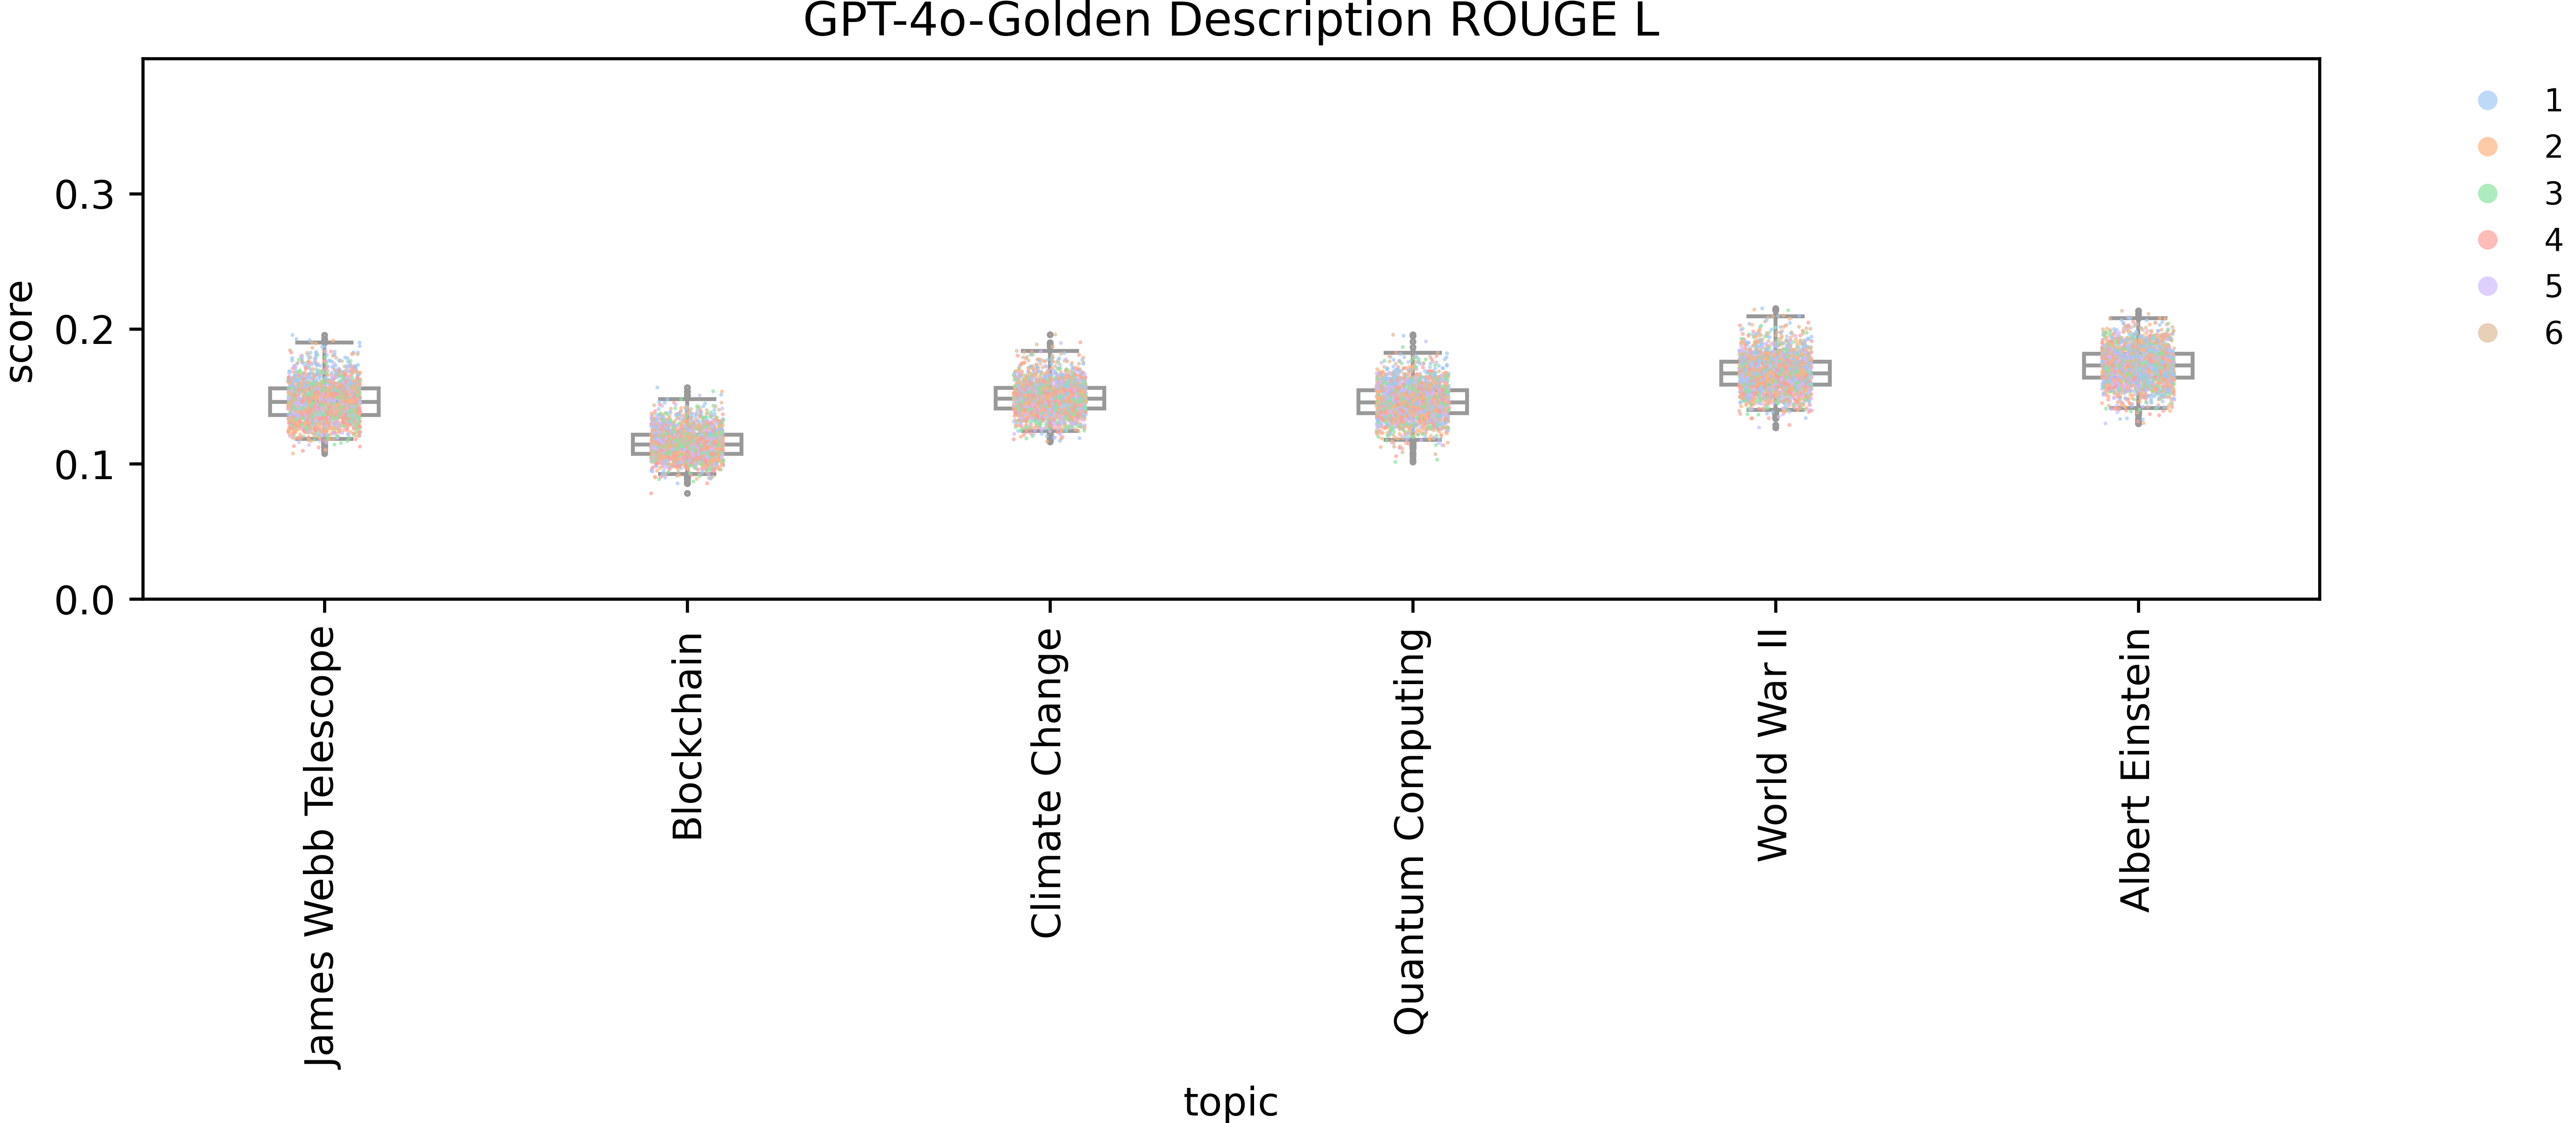 GPT-4o-Golden Description ROUGE L
score
0.3
0.2
0.1
0.0
James Webb Telescope
Blockchain
Climate Change
Quantum Computing
World War II
Albert Einstein
topic
1
2
3
4
5
6